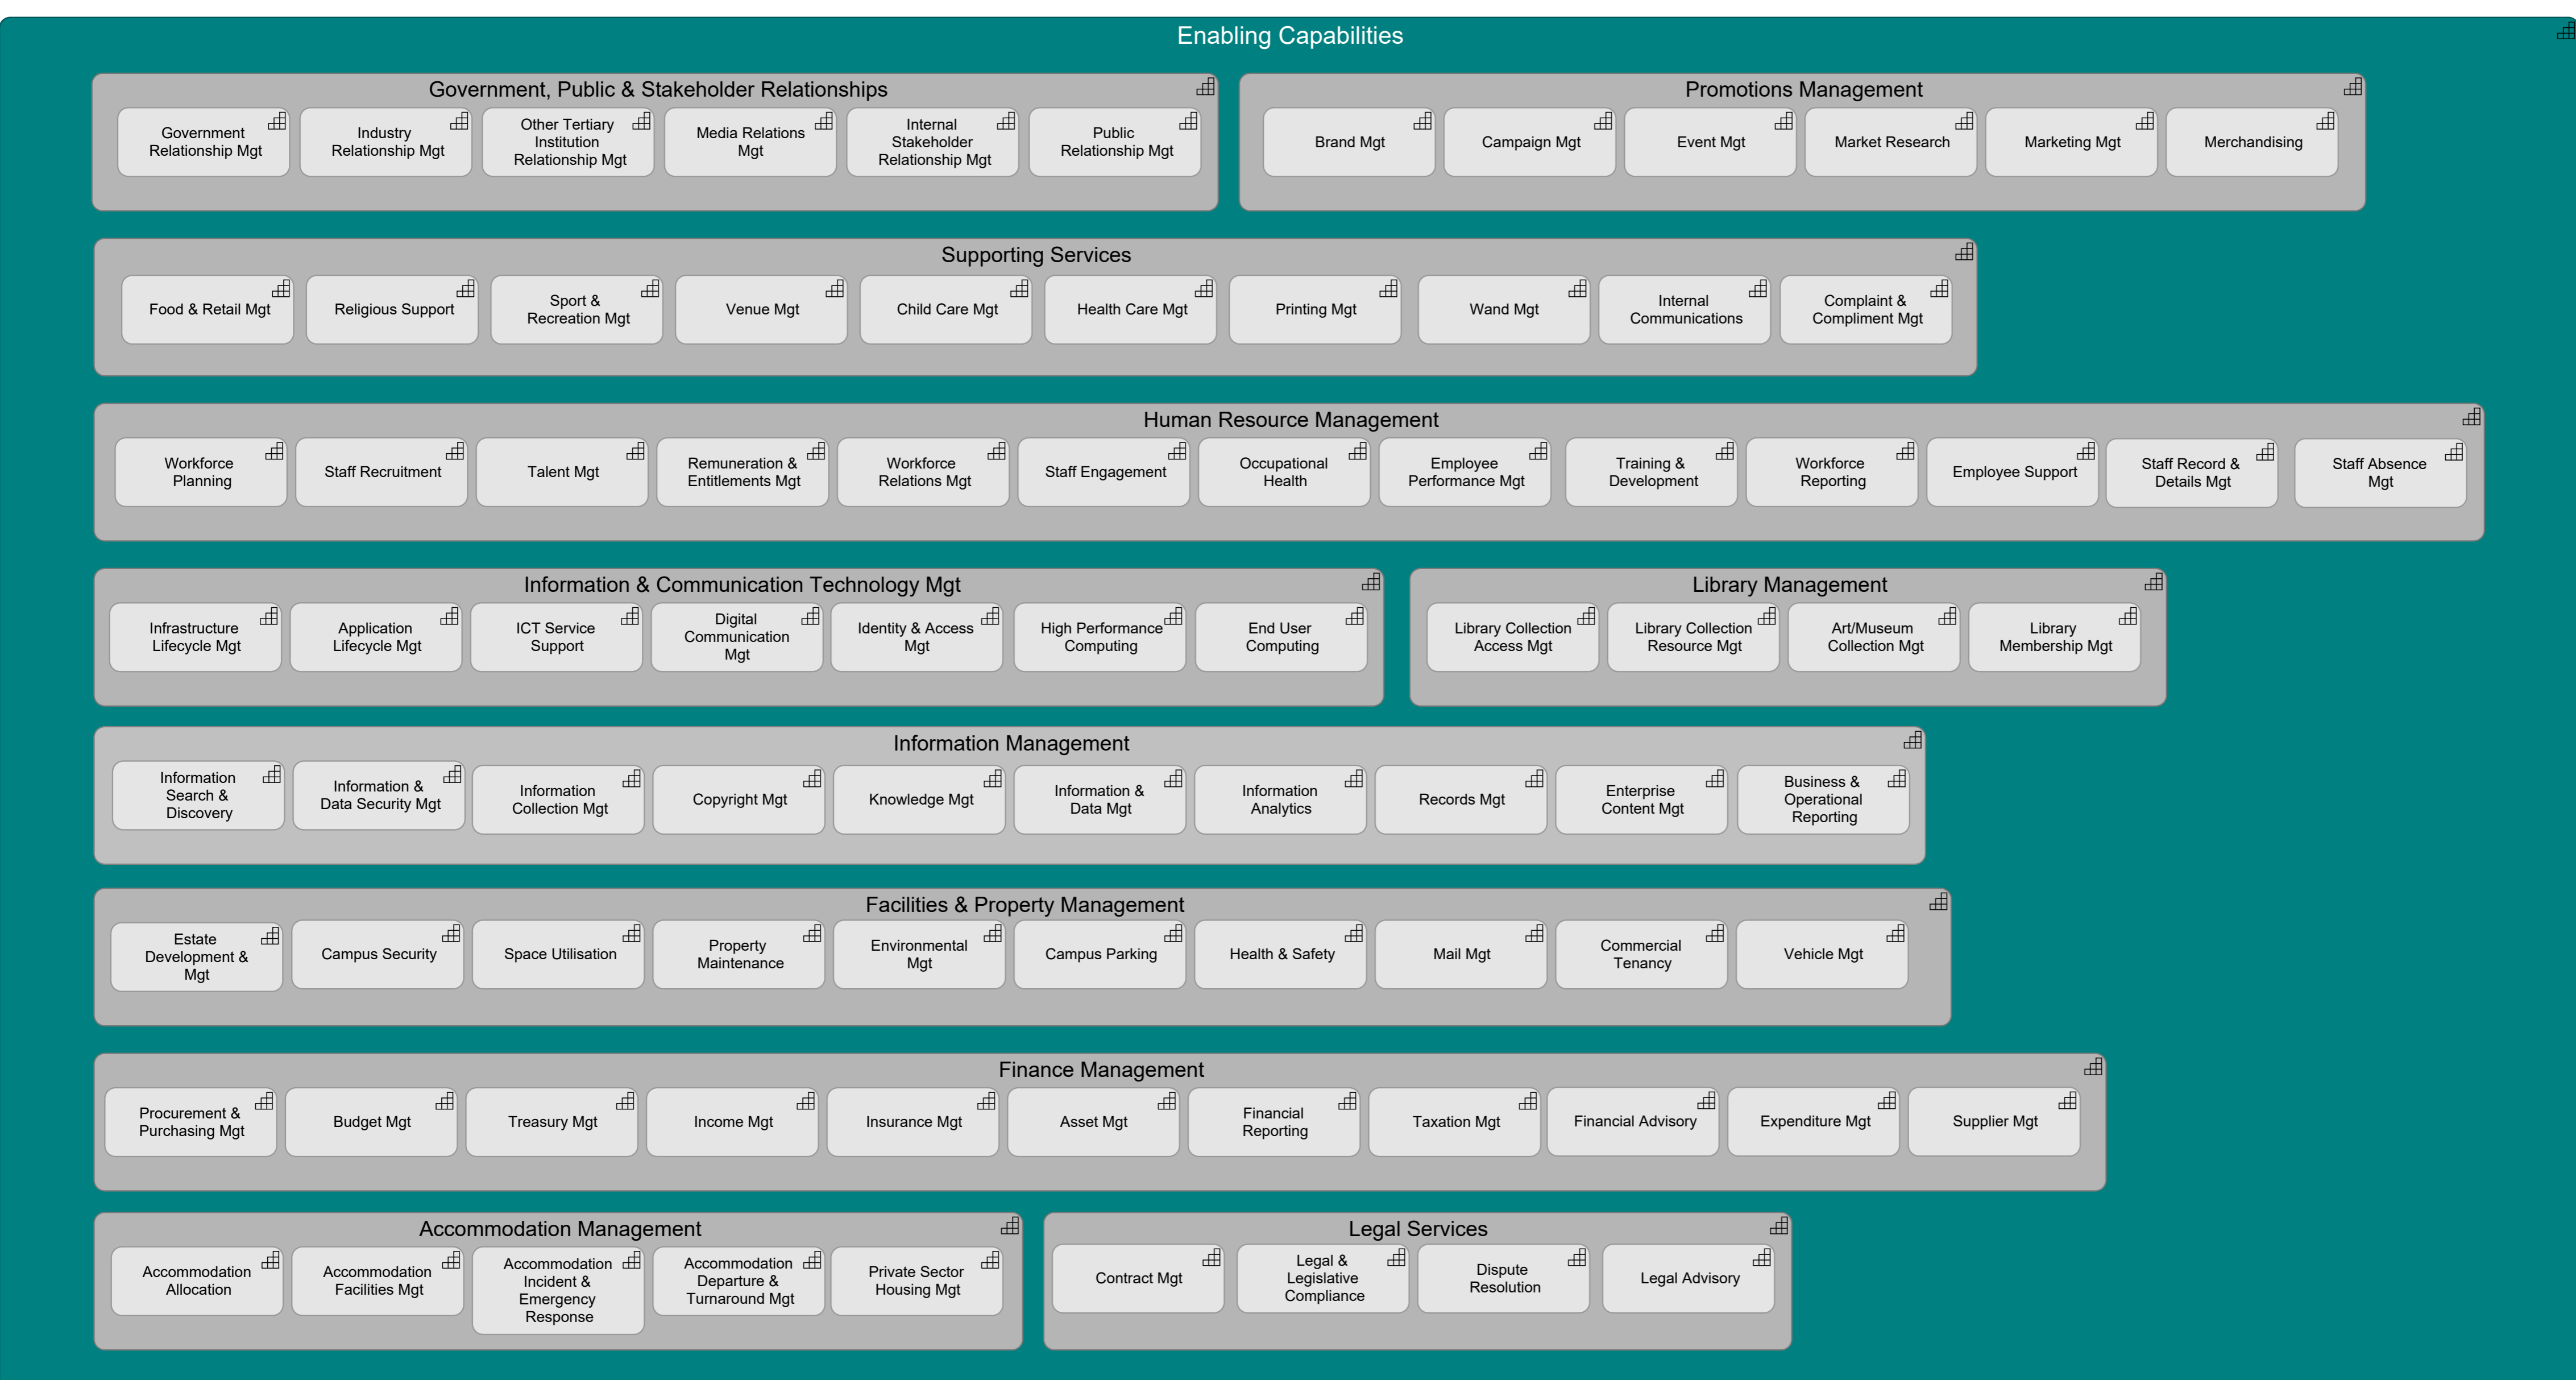 Enabling Capabilities
Government, Public & Stakeholder Relationships
Government
Relationship Mgt
Industry
Relationship Mgt
Other Tertiary
Institution
Relationship Mgt
Media Relations
Mgt
Internal
Stakeholder
Relationship Mgt
Public
Relationship Mgt
Promotions Management
Brand Mgt
Campaign Mgt
Event Mgt
Market Research
Marketing Mgt
Merchandising
Supporting Services
Food & Retail Mgt
Religious Support
Sport &
Recreation Mgt
Venue Mgt
Child Care Mgt
Health Care Mgt
Printing Mgt
Wand Mgt
Internal
Communications
Complaint &
Compliment Mgt
Human Resource Management
Workforce
Planning
Staff Recruitment
Talent Mgt
Remuneration &
Entitlements Mgt
Workforce
Relations Mgt
Staff Engagement
Occupational
Health
Employee
Performance Mgt
Training &
Development
Workforce
Reporting
Employee Support
Staff Record &
Details Mgt
Staff Absence
Mgt
Information & Communication Technology Mgt
Infrastructure
Lifecycle Mgt
Application
Lifecycle Mgt
ICT Service
Support
Digital
Communication
Mgt
Identity & Access
Mgt
High Performance
Computing
End User
Computing
Library Management
Library Collection
Access Mgt
Library Collection
Resource Mgt
Art/Museum
Collection Mgt
Library
Membership Mgt
Information Management
Information
Search &
Discovery
Information &
Data Security Mgt
Information
Collection Mgt
Copyright Mgt
Knowledge Mgt
Information &
Data Mgt
Information
Analytics
Records Mgt
Enterprise
Content Mgt
Business &
Operational
Reporting
Facilities & Property Management
Estate
Development &
Mgt
Campus Security
Space Utilisation
Property
Maintenance
Environmental
Mgt
Campus Parking
Health & Safety
Mail Mgt
Commercial
Tenancy
Vehicle Mgt
Finance Management
Procurement &
Purchasing Mgt
Budget Mgt
Treasury Mgt
Income Mgt
Insurance Mgt
Asset Mgt
Financial
Reporting
Taxation Mgt
Financial Advisory
Expenditure Mgt
Supplier Mgt
Accommodation Management
Accommodation
Allocation
Accommodation
Facilities Mgt
Accommodation
Incident &
Emergency
Response
Accommodation
Departure &
Turnaround Mgt
Private Sector
Housing Mgt
Legal Services
Contract Mgt
Legal &
Legislative
Compliance
Dispute
Resolution
Legal Advisory